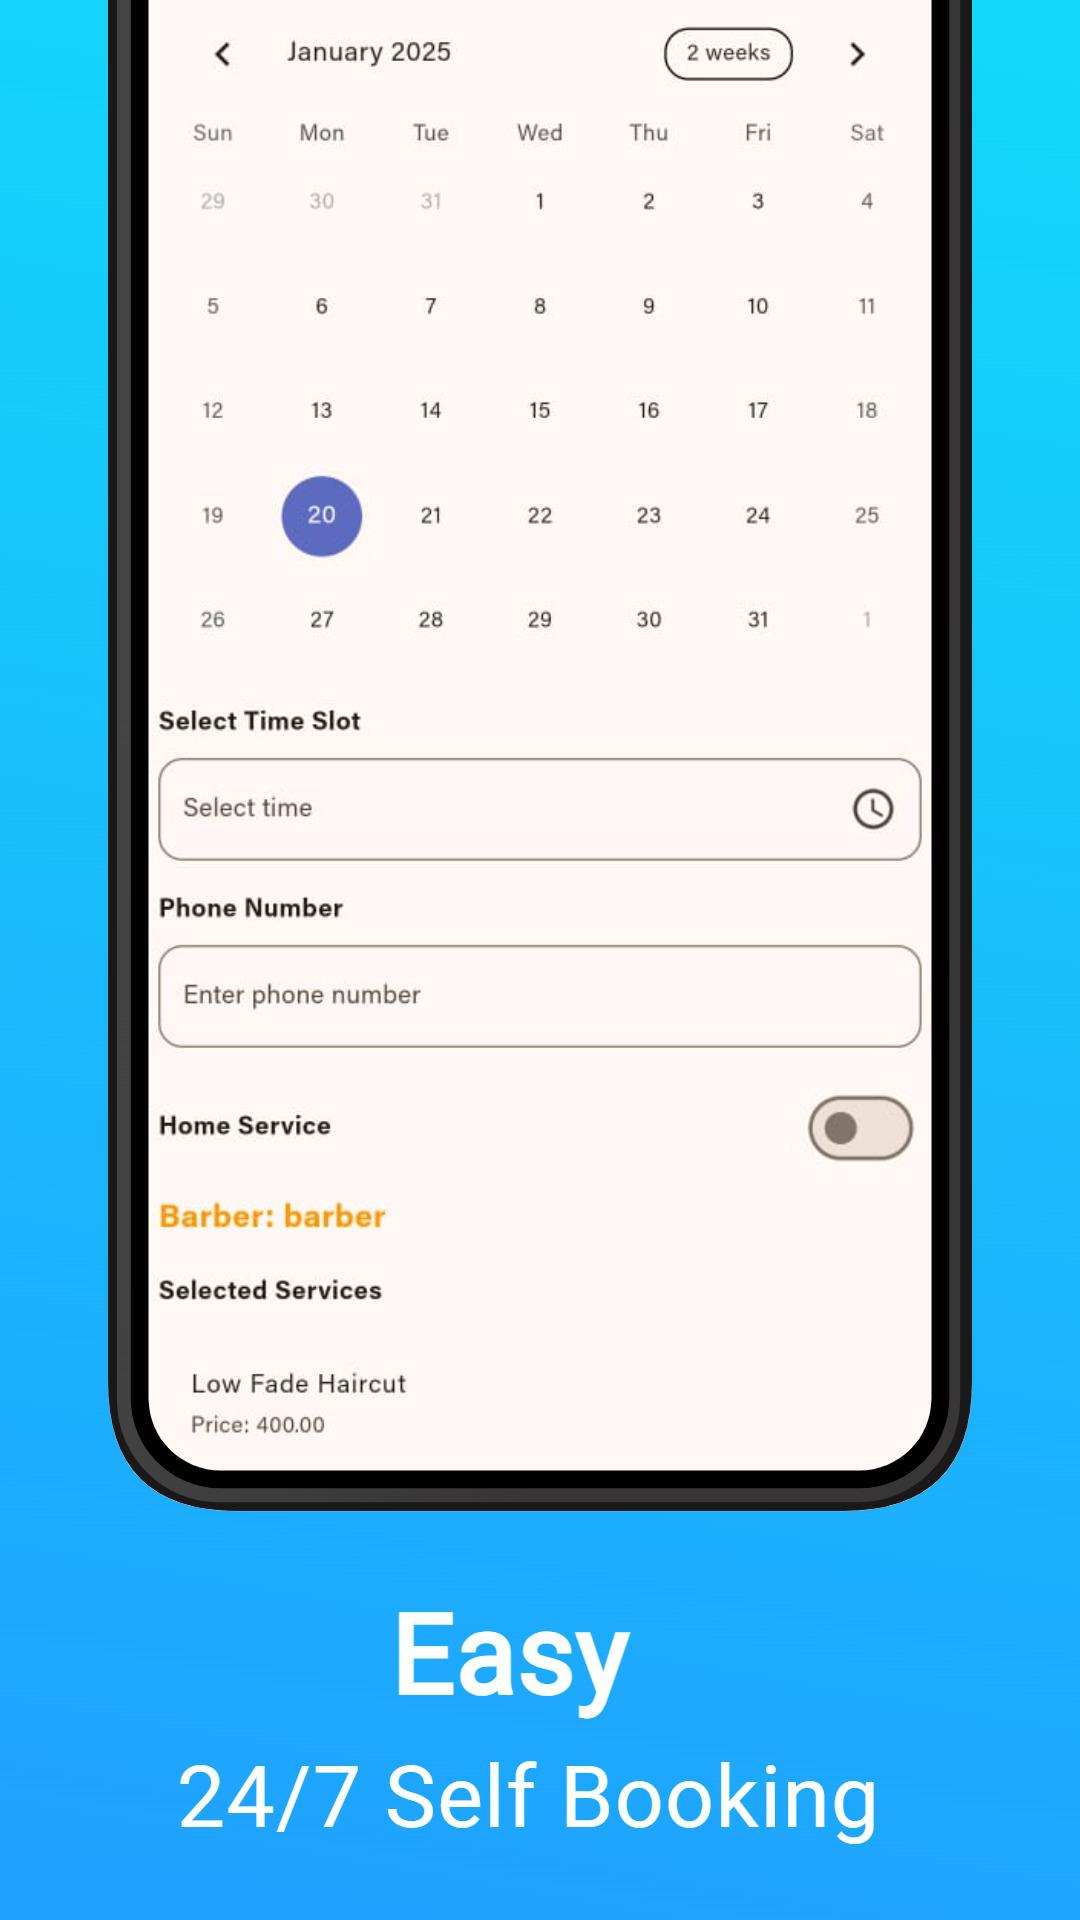 January 2025 2 weeks
Sun Mon Tue Wed Thu Fri Sat
29 30 31 1 2 3 4
5 6 7 8 9 10 11
12 13 14 15 16 17 18
19 20 21 22 23 24 25
26 27 28 29 30 31 1
Select Time Slot
Select time
Phone Number
Enter phone number
Home Service
Barber: barber
Selected Services
Low Fade Haircut
Price: 400.00
Easy
24/7 Self Booking